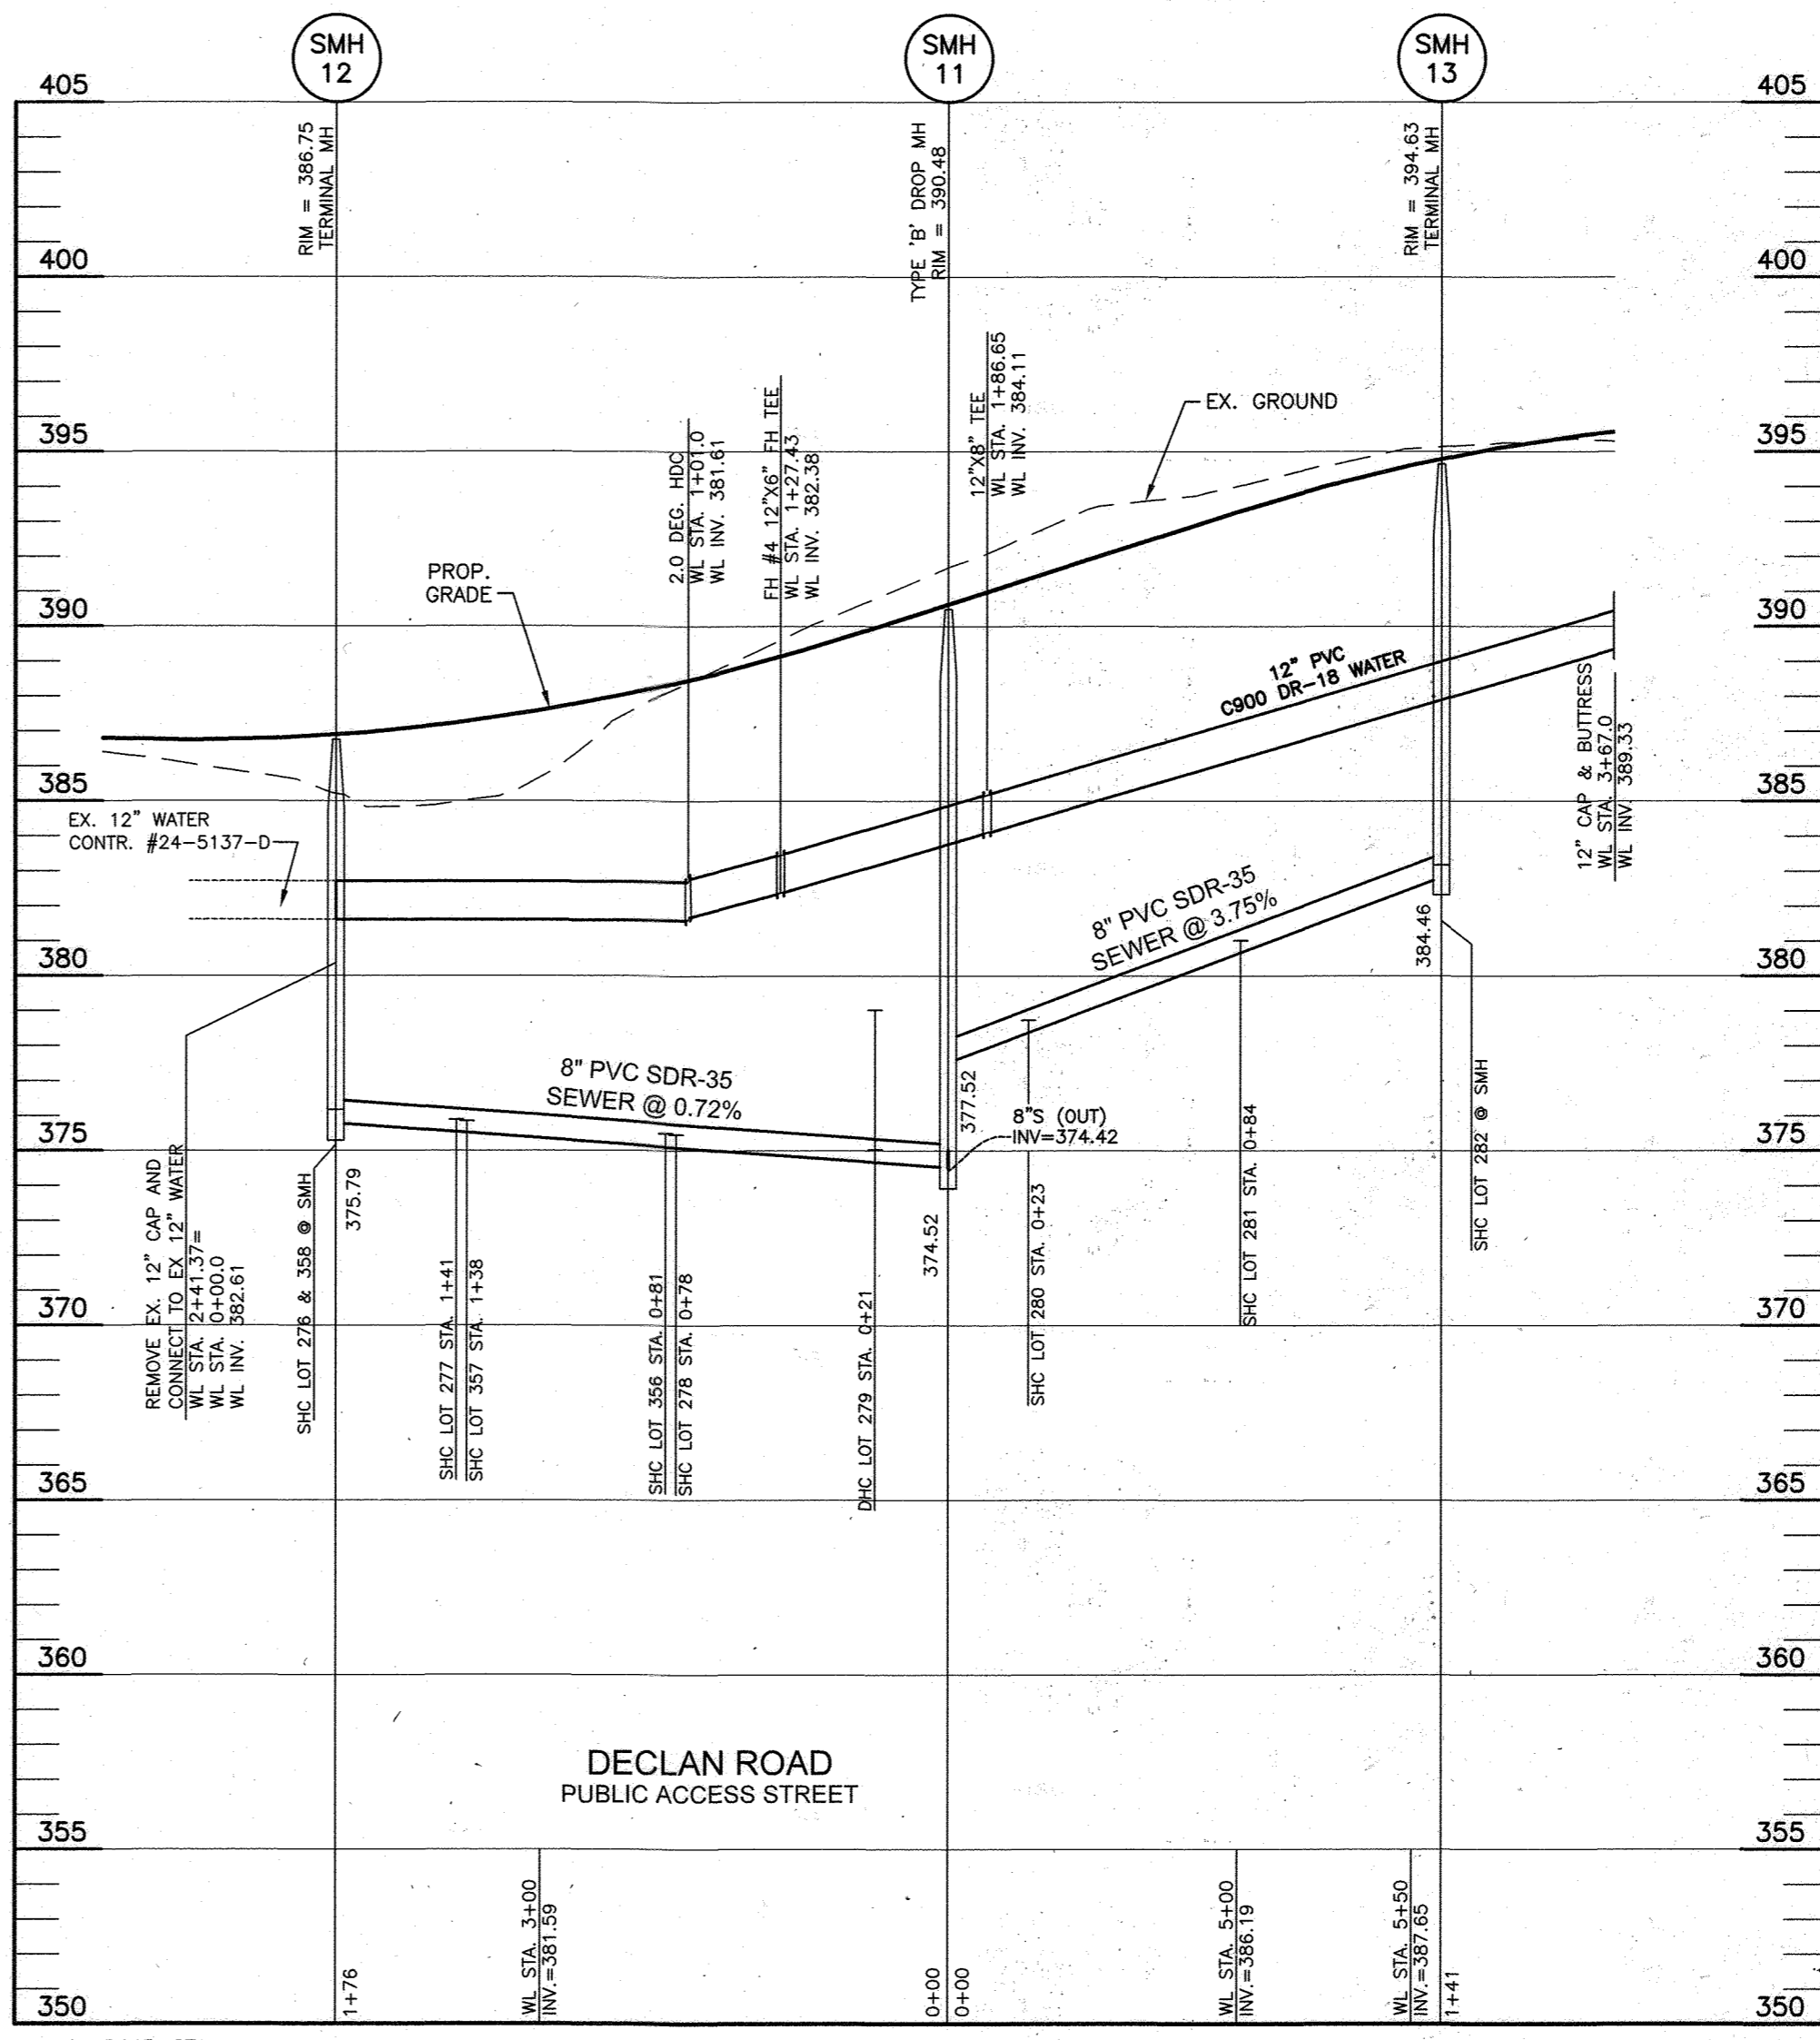 SMH
12
SMH
11
SMH
13
405
405
RIM = 386.75
TERMINAL MH
TYPE 'B' DROP MH
RIM = 390.48
RIM = 394.63
TERMINAL MH
400
400
395
395
2.0 DEG. HDC
WL STA. 1+01.0
WL INV. 381.61
FH #4 12"X6" FH TEE
WL STA. 1+27.43
WL INV. 382.38
12"X8" TEE
WL STA. 1+86.65
WL INV. 384.11
EX. GROUND
PROP.
GRADE
390
390
12" PVC
C900 DR-18 WATER
12" CAP & BUTTRESS
WL STA. 3+67.0
WL INV. 389.33
385
385
EX. 12" WATER
CONTR. #24-5137-D
8" PVC SDR-35
SEWER @ 3.75%
384.46
380
380
8" PVC SDR-35
SEWER @ 0.72%
377.52
8"S (OUT)
INV=374.42
375
375
REMOVE EX. 12" CAP AND
CONNECT TO EX 12" WATER
WL STA. 2+41.37=
WL STA. 0+00.0
WL INV. 382.61
SHC LOT 276 & 358 @ SMH
375.79
SHC LOT 277 STA. 1+41
SHC LOT 357 STA. 1+38
SHC LOT 356 STA. 0+81
SHC LOT 278 STA. 0+78
DHC LOT 279 STA. 0+21
374.52
SHC LOT 280 STA. 0+23
SHC LOT 281 STA. 0+84
SHC LOT 282 @ SMH
370
370
365
365
360
360
DECLAN ROAD
PUBLIC ACCESS STREET
355
355
1+76
WL STA. 3+00
INV.=381.59
0+00
0+00
WL STA. 5+00
INV.=386.19
WL STA. 5+50
INV.=387.65
1+41
350
350